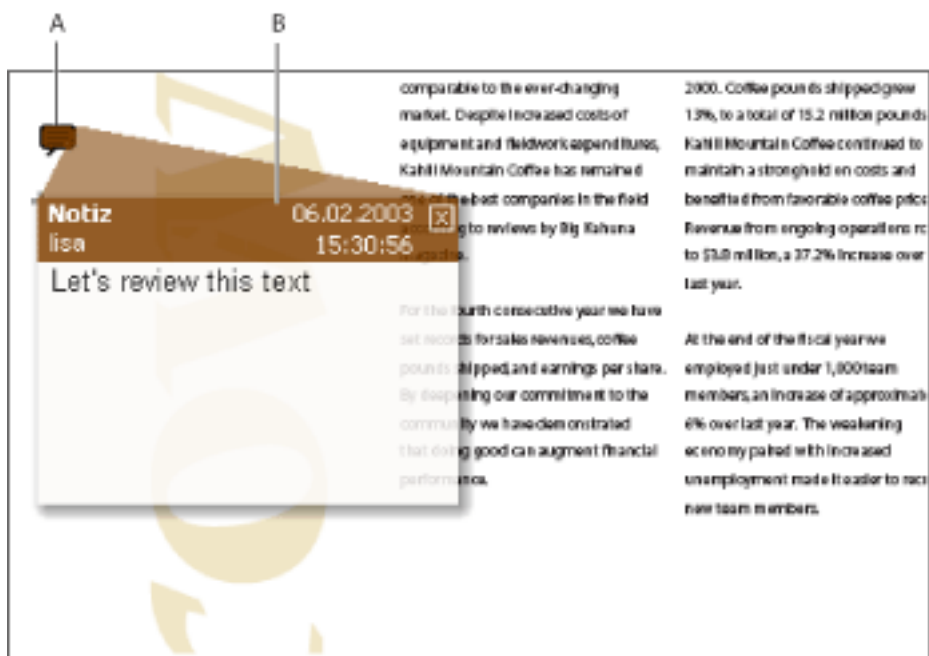 A
B
Notiz
06.02.2003
lisa
15:30:56
Let's review this text
comparable to the ever-changing
market. Despite increased costs of
equipment and fieldwork expenditures,
Kahili Mountain Coffee has remained
one of the best companies in the field
according to reviews by Big Kahuna
magazine.
For the fourth consecutive year we have
set records for sales revenues, coffee
pounds shipped, and earnings per share.
By deepening our commitment to the
community we have demonstrated
that doing good can augment financial
performance.
2000. Coffee pounds shipped grew
13%, to a total of 15.2 million pounds
Kahili Mountain Coffee continued to
maintain a stronghold on costs and
benefited from favorable coffee price
Revenue from ongoing operations
to $3.8 million, a 37.2% increase over
last year.
At the end of the fiscal year we
employed just under 1,800 team
members, an increase of
6% over last year. The weakening
economy paired with increased
unemployment made it easier to
new team members.